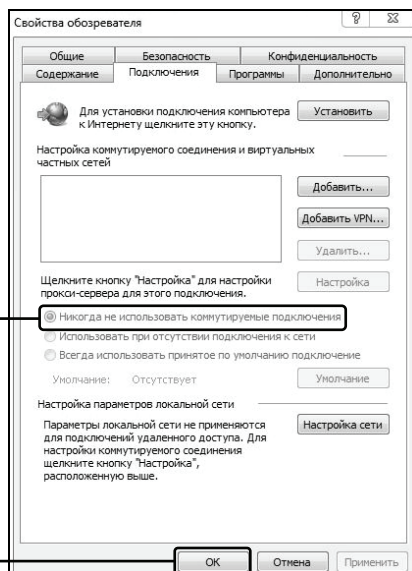 Свойства обозревателя
Общие
Безопасность
Конфиденциальность
Содержание
Подключения
Программы
Дополнительно
Для установки подключения компьютера
к Интернету щелкните эту кнопку.
Установить
Настройка коммутируемого соединения и виртуальных
частных сетей
Добавить...
Добавить VPN...
Удалить...
Щелкните кнопку "Настройка" для настройки
прокси-сервера для этого подключения.
Настройка
Никогда не использовать коммутируемые подключения
Использовать при отсутствии подключения к сети
Всегда использовать принятое по умолчанию подключение
Умолчание:
Отсутствует
Умолчание
Настройка параметров локальной сети
Параметры локальной сети не применяются
для подключений удаленного доступа. Для
настройки коммутируемого соединения
щелкните кнопку "Настройка",
расположенную выше.
Настройка сети
OK
Отмена
Применить